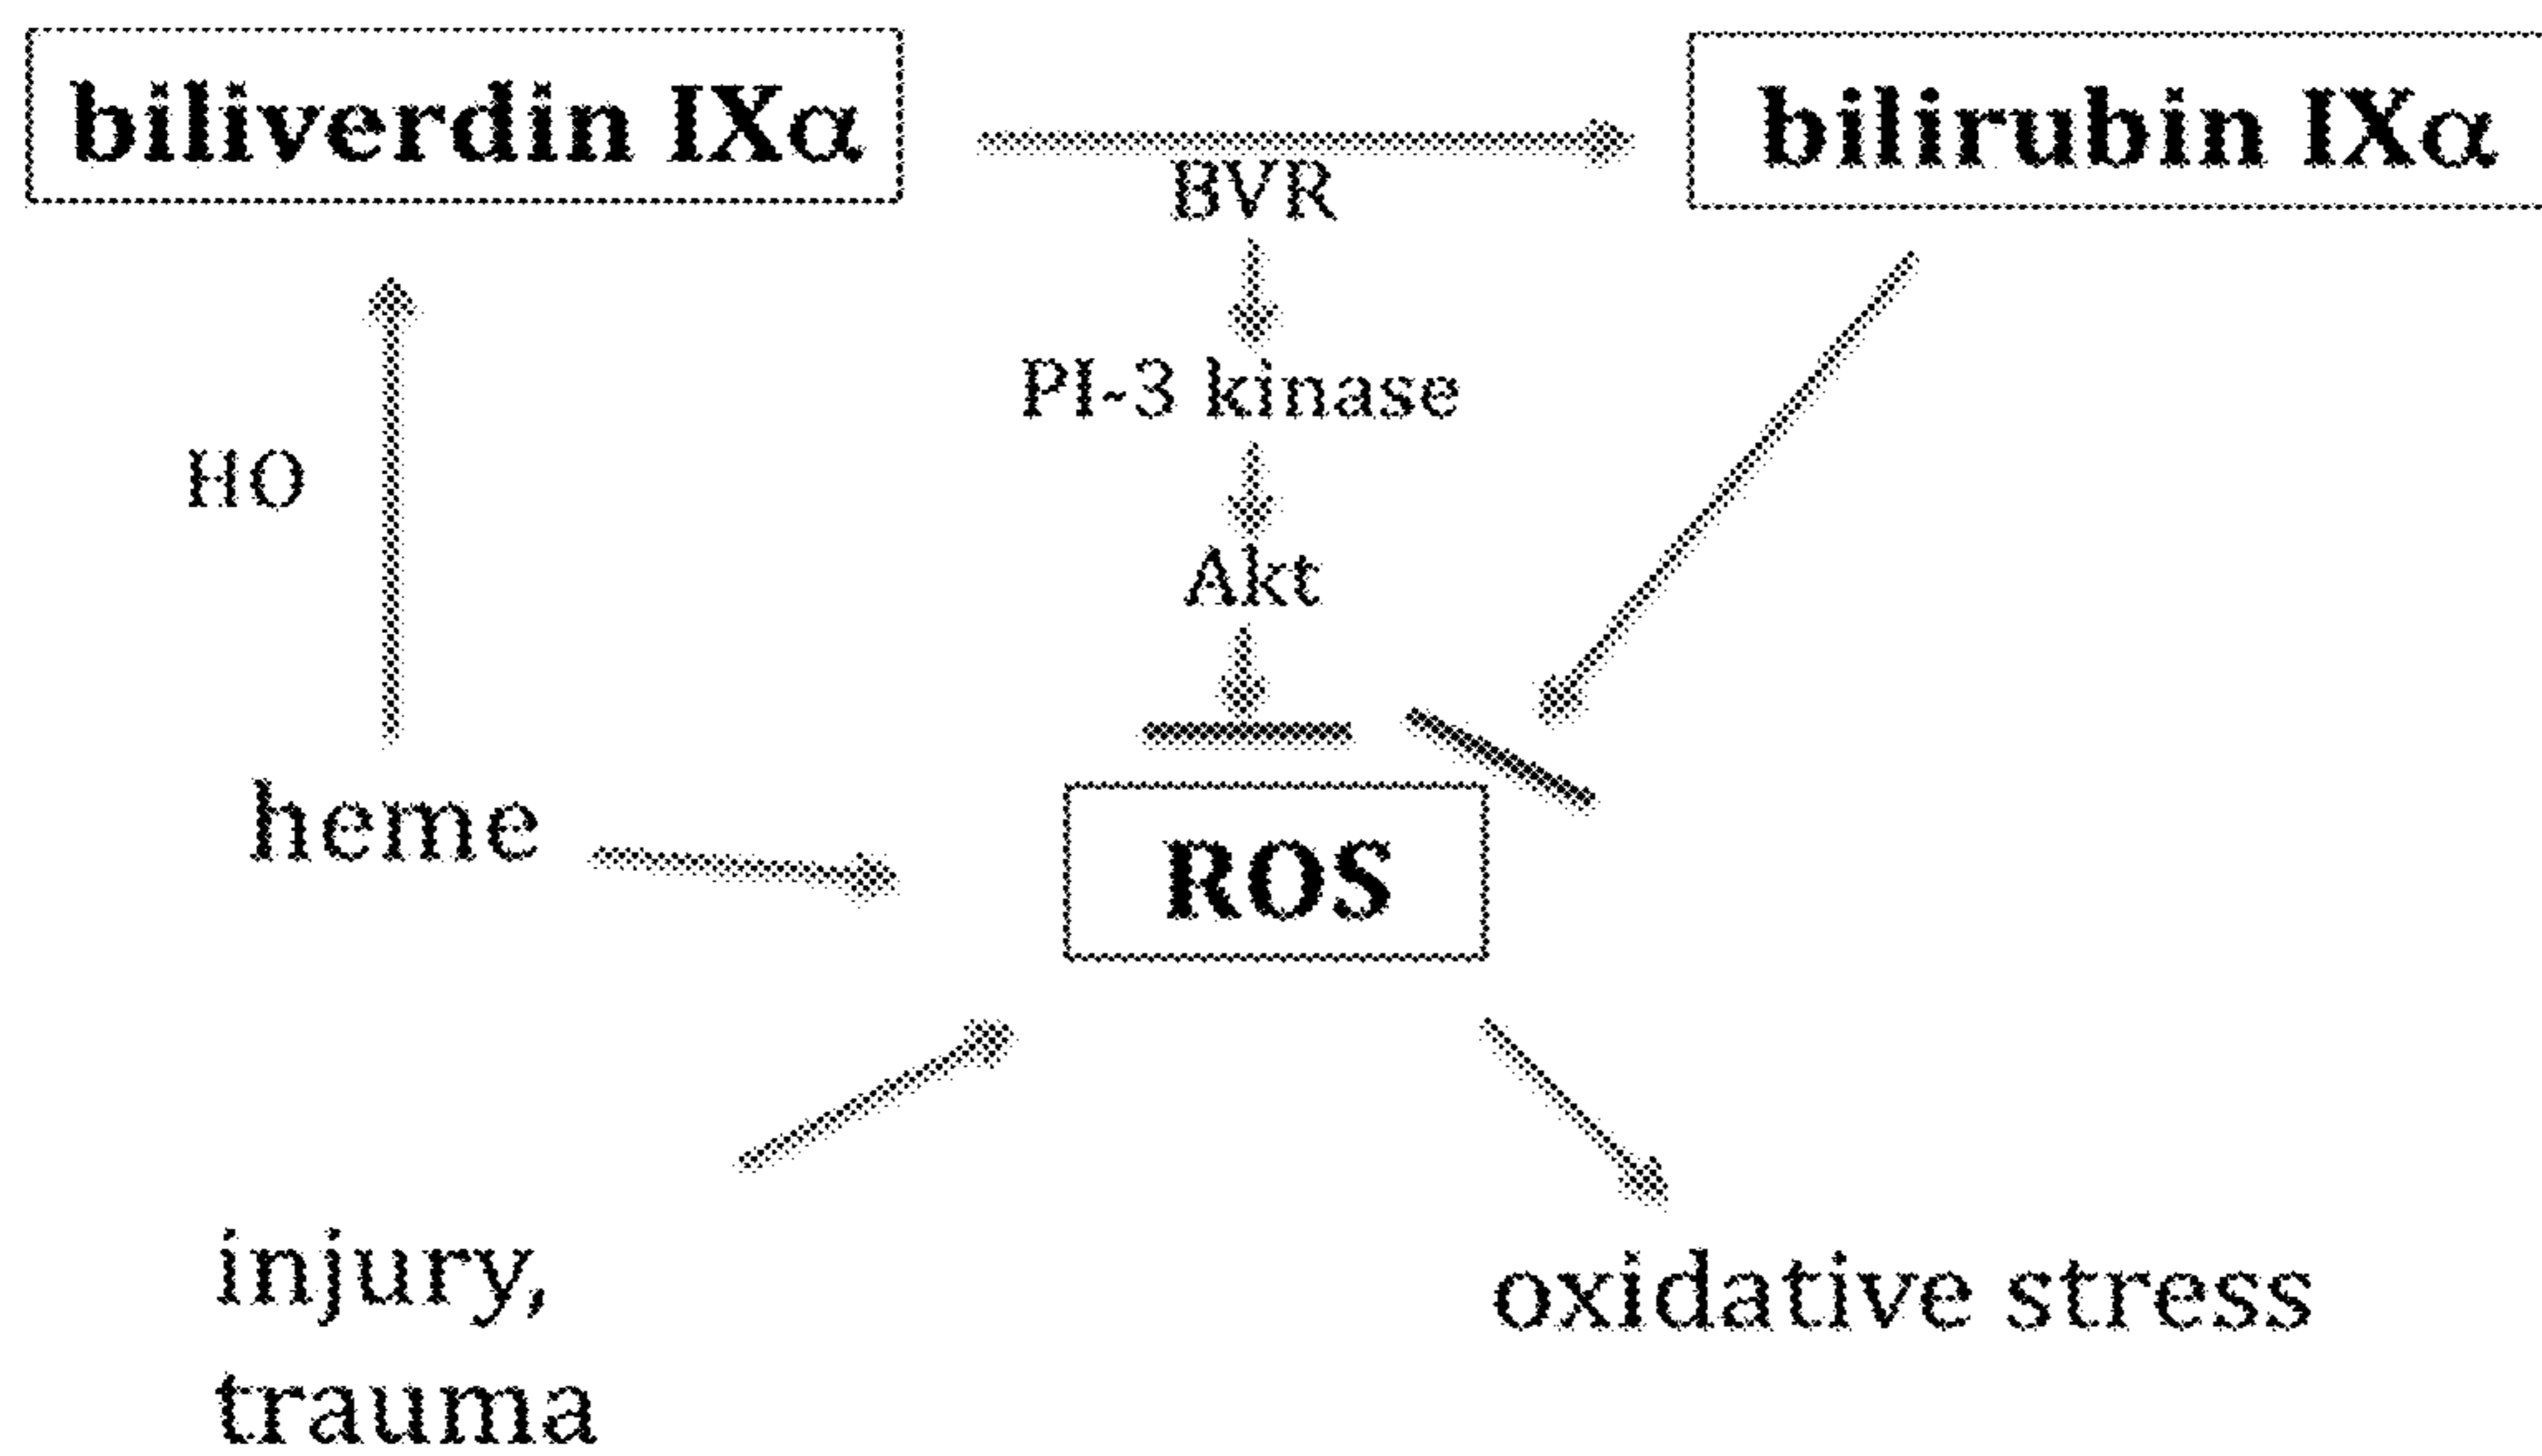 biliverdin IXα
bilirubin IXα
BVR
PI-3 kinase
HO
Akt
heme
ROS
injury,
trauma
oxidative stress